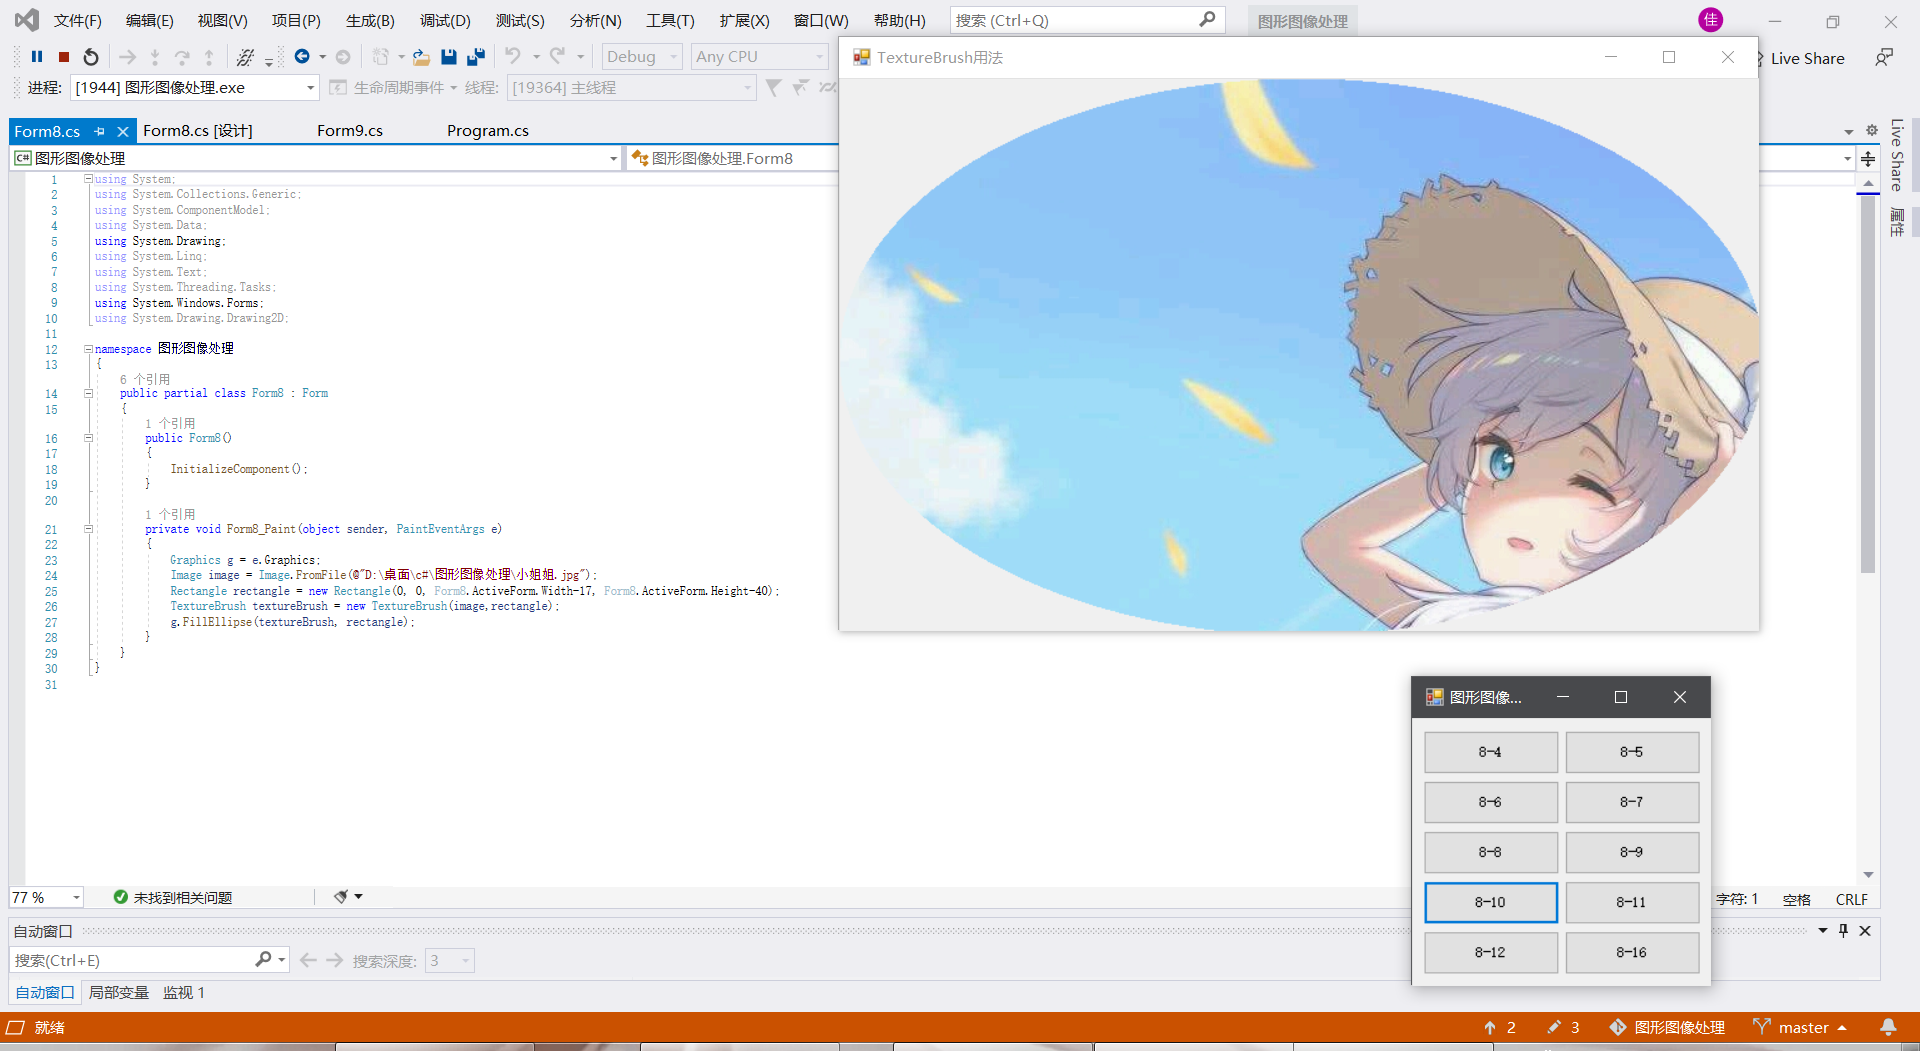 文件(F) 编辑(E) 视图(V) 项目(P) 生成(B) 调试(D) 测试(S) 分析(N) 工具(T) 扩展(X) 窗口(W) 帮助(H) 搜索 (Ctrl+Q) 图形图像处理 佳
Debug Any CPU Live Share
进程: [1944] 图形图像处理.exe 生命周期事件 线程: [19364] 主线程
Form8.cs Form8.cs [设计] Form9.cs Program.cs
C# 图形图像处理 图形图像处理.Form8
1 using System;
2 using System.Collections.Generic;
3 using System.ComponentModel;
4 using System.Data;
5 using System.Drawing;
6 using System.Linq;
7 using System.Text;
8 using System.Threading.Tasks;
9 using System.Windows.Forms;
10 using System.Drawing.Drawing2D;
11
12 namespace 图形图像处理
13 {
6 个引用
14 public partial class Form8 : Form
15 {
1 个引用
16 public Form8()
17 {
18 InitializeComponent();
19 }
20
1 个引用
21 private void Form8_Paint(object sender, PaintEventArgs e)
22 {
23 Graphics g = e.Graphics;
24 Image image = Image.FromFile(@"D:\桌面\c#\图形图像处理\小姐姐.jpg");
25 Rectangle rectangle = new Rectangle(0, 0, Form8.ActiveForm.Width-17, Form8.ActiveForm.Height-40);
26 TextureBrush textureBrush = new TextureBrush(image,rectangle);
27 g.FillEllipse(textureBrush, rectangle);
28 }
29 }
30 }
31
TextureBrush用法
Live Share
属性
图形图像...
8-4 8-5
8-6 8-7
8-8 8-9
8-10 8-11
8-12 8-16
77 % 未找到相关问题 字符: 1 空格 CRLF
自动窗口
搜索(Ctrl+E) 搜索深度: 3
自动窗口 局部变量 监视 1
就绪 2 3 图形图像处理 master